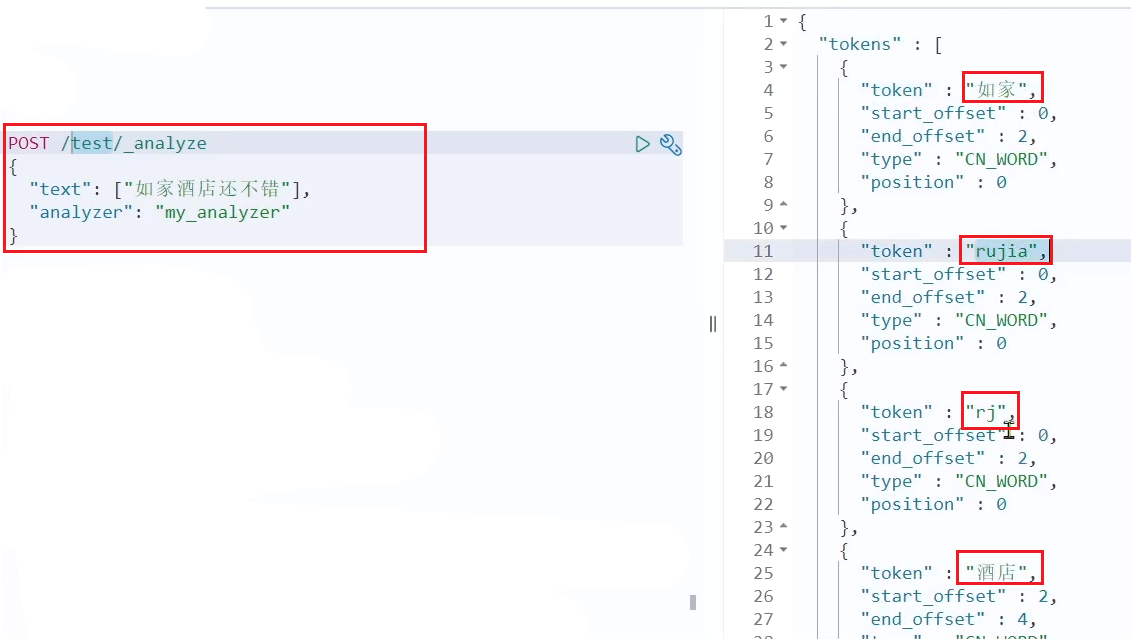 POST /test/_analyze
{
"text": ["如家酒店还不错"],
"analyzer": "my_analyzer"
}
1 {
2 "tokens" : [
3 {
4 "token" : "如家",
5 "start_offset" : 0,
6 "end_offset" : 2,
7 "type" : "CN_WORD",
8 "position" : 0
9 },
10 {
11 "token" : "rujia",
12 "start_offset" : 0,
13 "end_offset" : 2,
14 "type" : "CN_WORD",
15 "position" : 0
16 },
17 {
18 "token" : "rj",
19 "start_offset" : 0,
20 "end_offset" : 2,
21 "type" : "CN_WORD",
22 "position" : 0
23 },
24 {
25 "token" : "酒店",
26 "start_offset" : 2,
27 "end_offset" : 4,